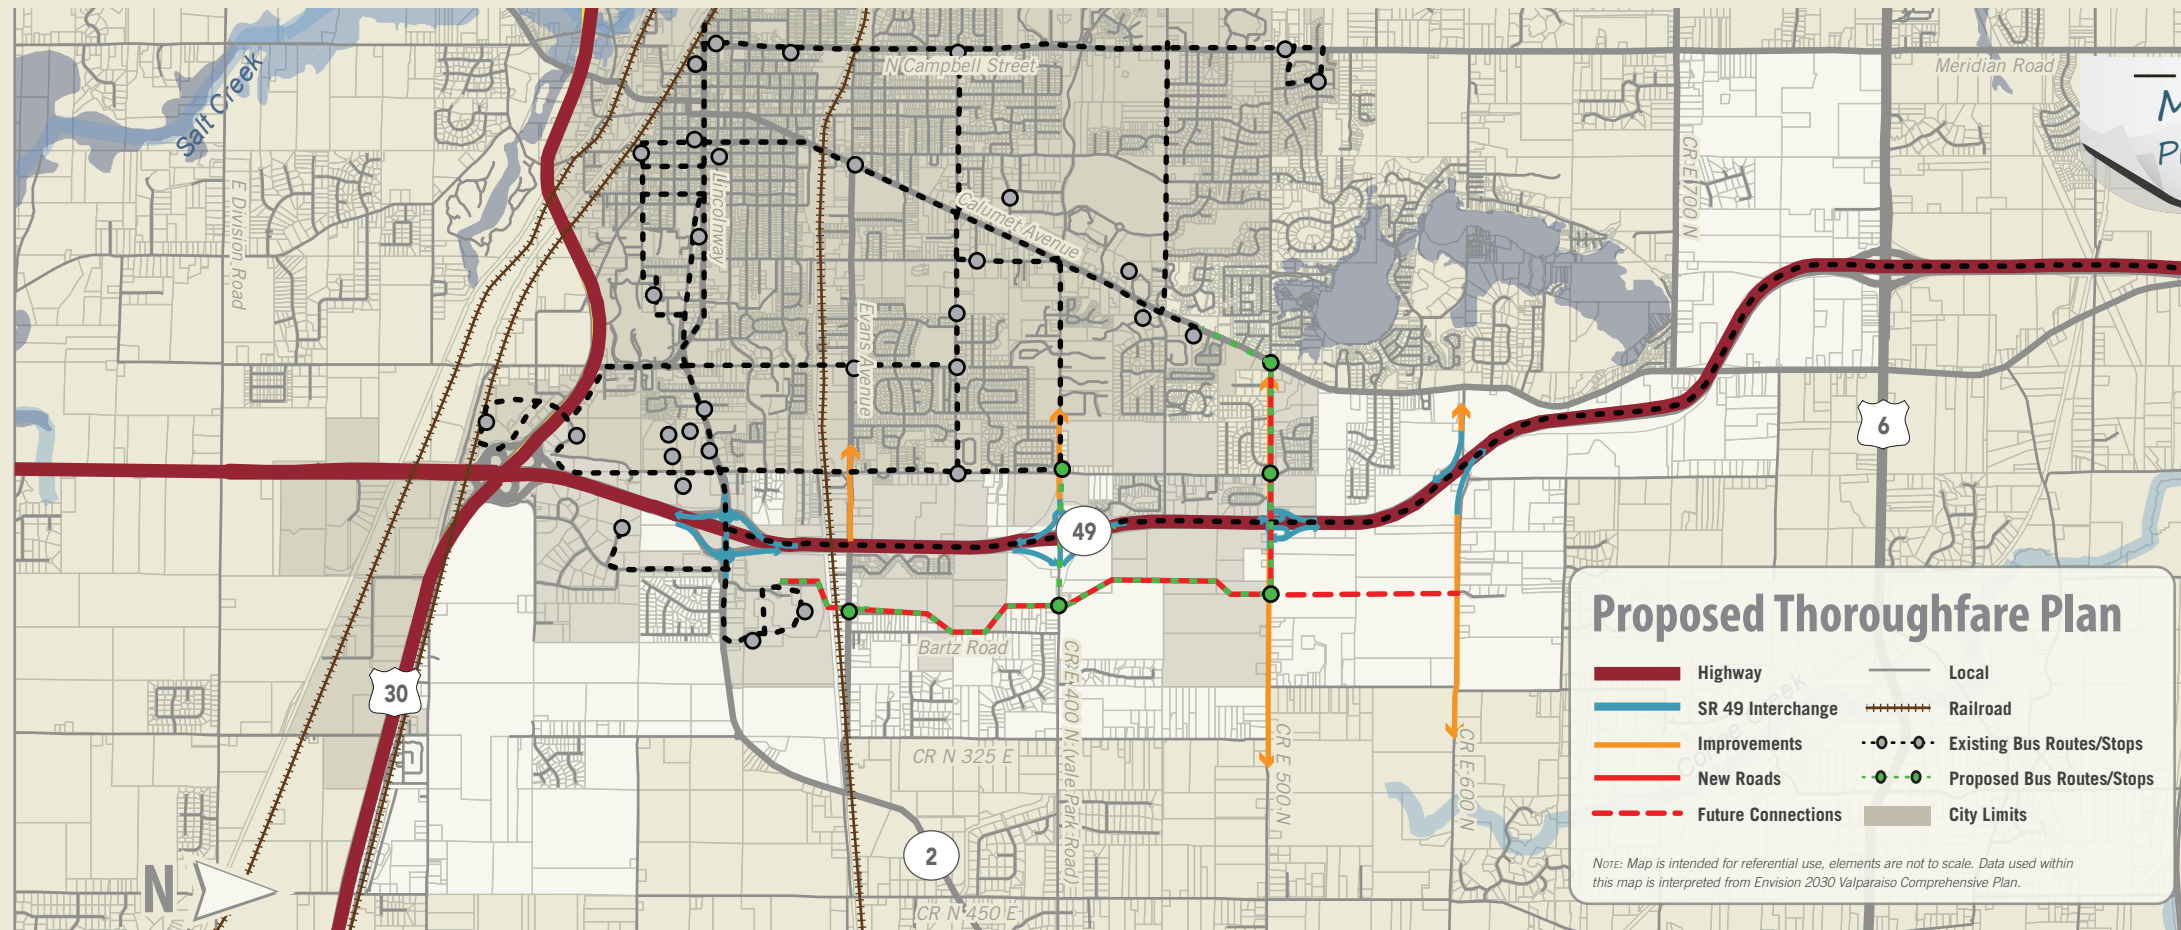 Salt Creek
N Campbell Street
Meridian Road
M
P
E Division Road
Lincolnway
Calumet Avenue
CR E 700 N
Evans Avenue
6
49
30
Bartz Road
CR N 325 E
CR E 400 N (vale Park Road)
CR E 500 N
CR E 600 N
2
CR N 450 E
N
Proposed Thoroughfare Plan
Highway
SR 49 Interchange
Improvements
New Roads
Future Connections
Local
Railroad
Existing Bus Routes/Stops
Proposed Bus Routes/Stops
City Limits
Creek
NOTE: Map is intended for referential use, elements are not to scale. Data used within
this map is interpreted from Envision 2030 Valparaiso Comprehensive Plan.